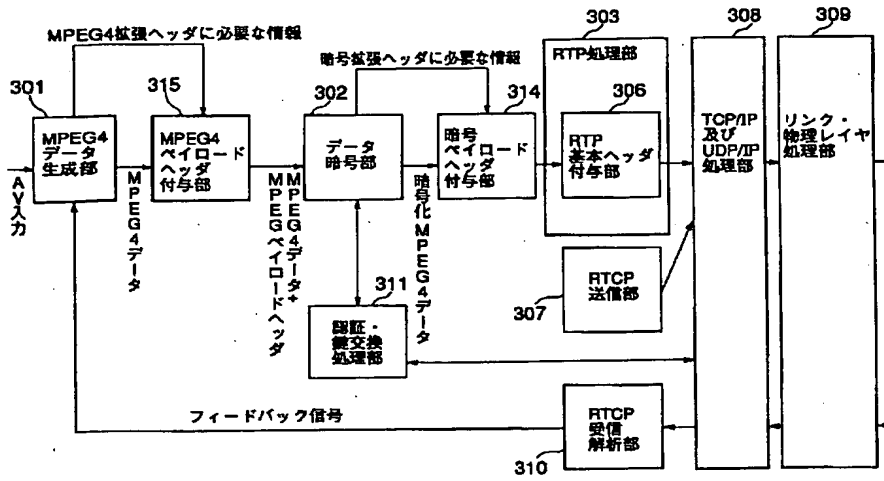 MPEG4拡張ヘッダに必要な情報
暗号拡張ヘッダに必要な情報
301
MPEG4
データ
生成部
315
MPEG4
ペイロード
ヘッダ
付与部
302
データ
暗号部
314
暗号
ペイロード
ヘッダ
付与部
303
RTP処理部
306
RTP
基本ヘッダ
付与部
308
TCP/IP
及び
UDP/IP
処理部
309
リンク・
物理レイヤ
処理部
AV入力
MPEG4データ
MPEG4データ+
MPEGペイロードヘッダ
暗号化MPEG4データ
311
認証・
鍵交換
処理部
RTCP
送信部
307
フィードバック信号
RTCP
受信
解析部
310